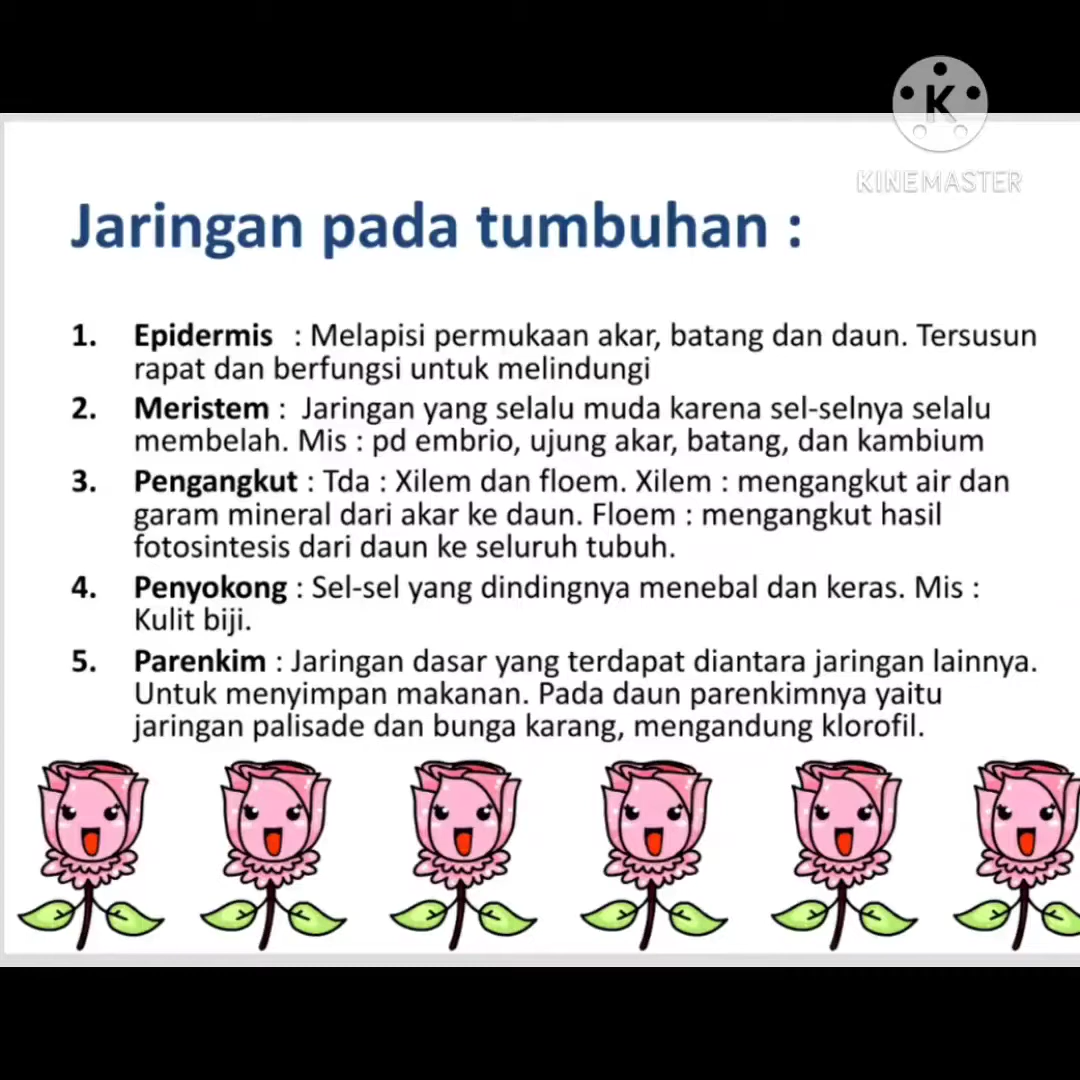 K
KINEMASTER
Jaringan pada tumbuhan :
1. Epidermis : Melapisi permukaan akar, batang dan daun. Tersusun
rapat dan berfungsi untuk melindungi
2. Meristem : Jaringan yang selalu muda karena sel-selnya selalu
membelah. Mis : pd embrio, ujung akar, batang, dan kambium
3. Pengangkut : Tda : Xilem dan floem. Xilem : mengangkut air dan
garam mineral dari akar ke daun. Floem : mengangkut hasil
fotosintesis dari daun ke seluruh tubuh.
4. Penyokong : Sel-sel yang dindingnya menebal dan keras. Mis :
Kulit biji.
5. Parenkim : Jaringan dasar yang terdapat diantara jaringan lainnya.
Untuk menyimpan makanan. Pada daun parenkimnya yaitu
jaringan palisade dan bunga karang, mengandung klorofil.